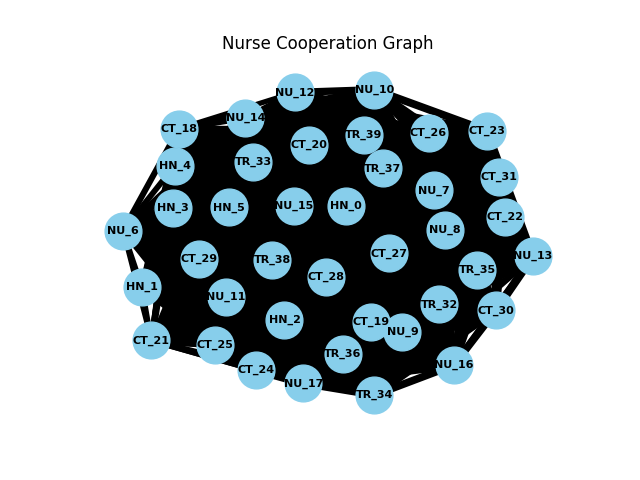 Nurse Cooperation Graph
NU_12
NU_10
NU_14
CT_18
CT_23
CT_26
TR_39
CT_20
TR_33
HN_4
TR_37
CT_31
NU_7
HN_3
HN_5
NU_15
HN_0
CT_22
NU_6
NU_8
CT_27
NU_13
CT_29
TR_38
TR_35
CT_28
HN_1
NU_11
TR_32
CT_30
HN_2
CT_19
NU_9
CT_21
CT_25
TR_36
NU_16
CT_24
NU_17
TR_34